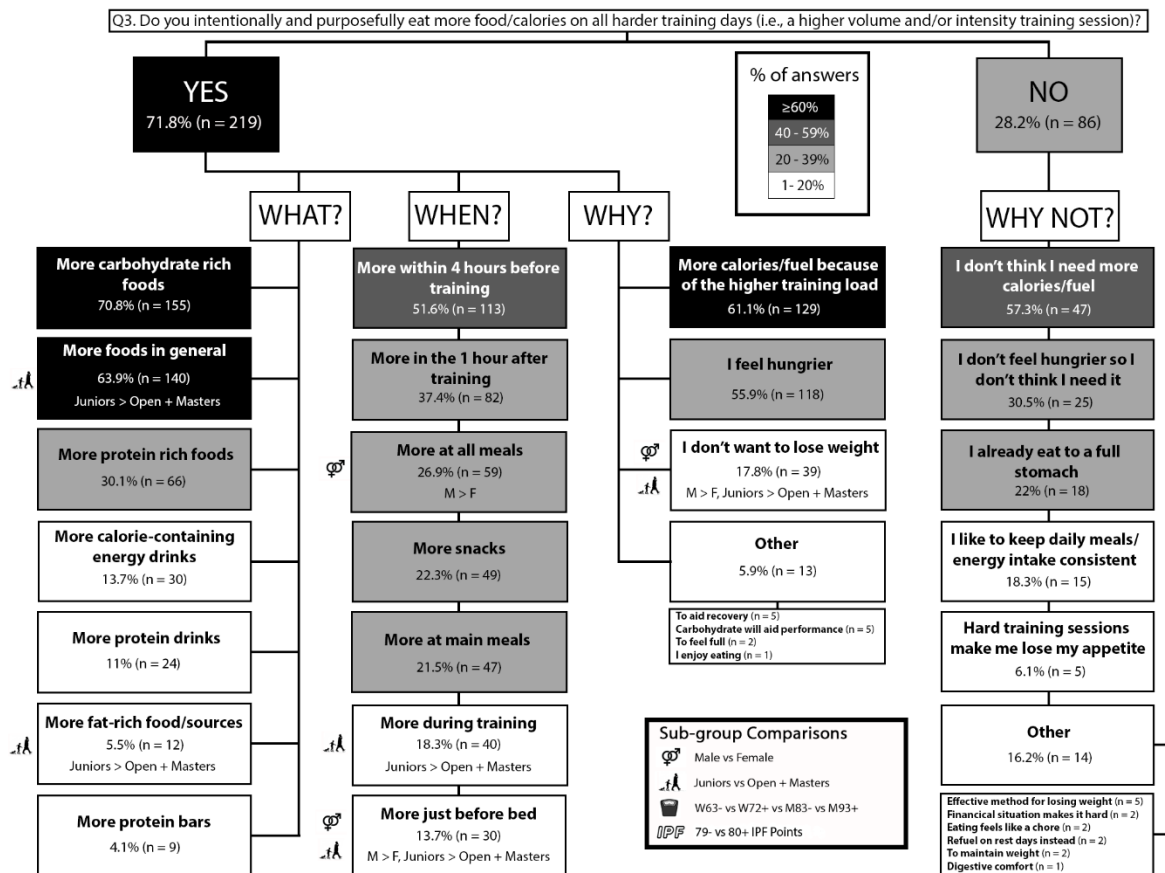 Q3. Do you intentionally and purposefully eat more food/calories on all harder training days (i.e., a higher volume and/or intensity training session)?
YES
71.8% (n = 219)
% of answers
≥60%
40 - 59%
20 - 39%
1- 20%
NO
28.2% (n = 86)
WHAT?
WHEN?
WHY?
WHY NOT?
More carbohydrate rich
foods
70.8% (n = 155)
More foods in general
63.9% (n = 140)
Juniors > Open + Masters
More protein rich foods
30.1% (n = 66)
More calorie-containing
energy drinks
13.7% (n = 30)
More protein drinks
11% (n = 24)
More fat-rich food/sources
5.5% (n = 12)
Juniors > Open + Masters
More protein bars
4.1% (n = 9)
More within 4 hours before
training
51.6% (n = 113)
More in the 1 hour after
training
37.4% (n = 82)
More at all meals
26.9% (n = 59)
M > F
More snacks
22.3% (n = 49)
More at main meals
21.5% (n = 47)
More during training
18.3% (n = 40)
Juniors > Open + Masters
More just before bed
13.7% (n = 30)
M > F, Juniors > Open + Masters
More calories/fuel because
of the higher training load
61.1% (n = 129)
I feel hungrier
55.9% (n = 118)
I don't want to lose weight
17.8% (n = 39)
M > F, Juniors > Open + Masters
Other
5.9% (n = 13)
To aid recovery (n = 5)
Carbohydrate will aid performance (n = 5)
To feel full (n = 2)
I enjoy eating (n = 1)
Sub-group Comparisons
Male vs Female
Juniors vs Open + Masters
W63- vs W72+ vs M83- vs M93+
IPF 79- vs 80+ IPF Points
I don't think I need more
calories/fuel
57.3% (n = 47)
I don't feel hungrier so I
don't think I need it
30.5% (n = 25)
I already eat to a full
stomach
22% (n = 18)
I like to keep daily meals/
energy intake consistent
18.3% (n = 15)
Hard training sessions
make me lose my appetite
6.1% (n = 5)
Other
16.2% (n = 14)
Effective method for losing weight (n = 5)
Financical situation makes it hard (n = 2)
Eating feels like a chore (n = 2)
Refuel on rest days instead (n = 2)
To maintain weight (n = 2)
Digestive comfort (n = 1)